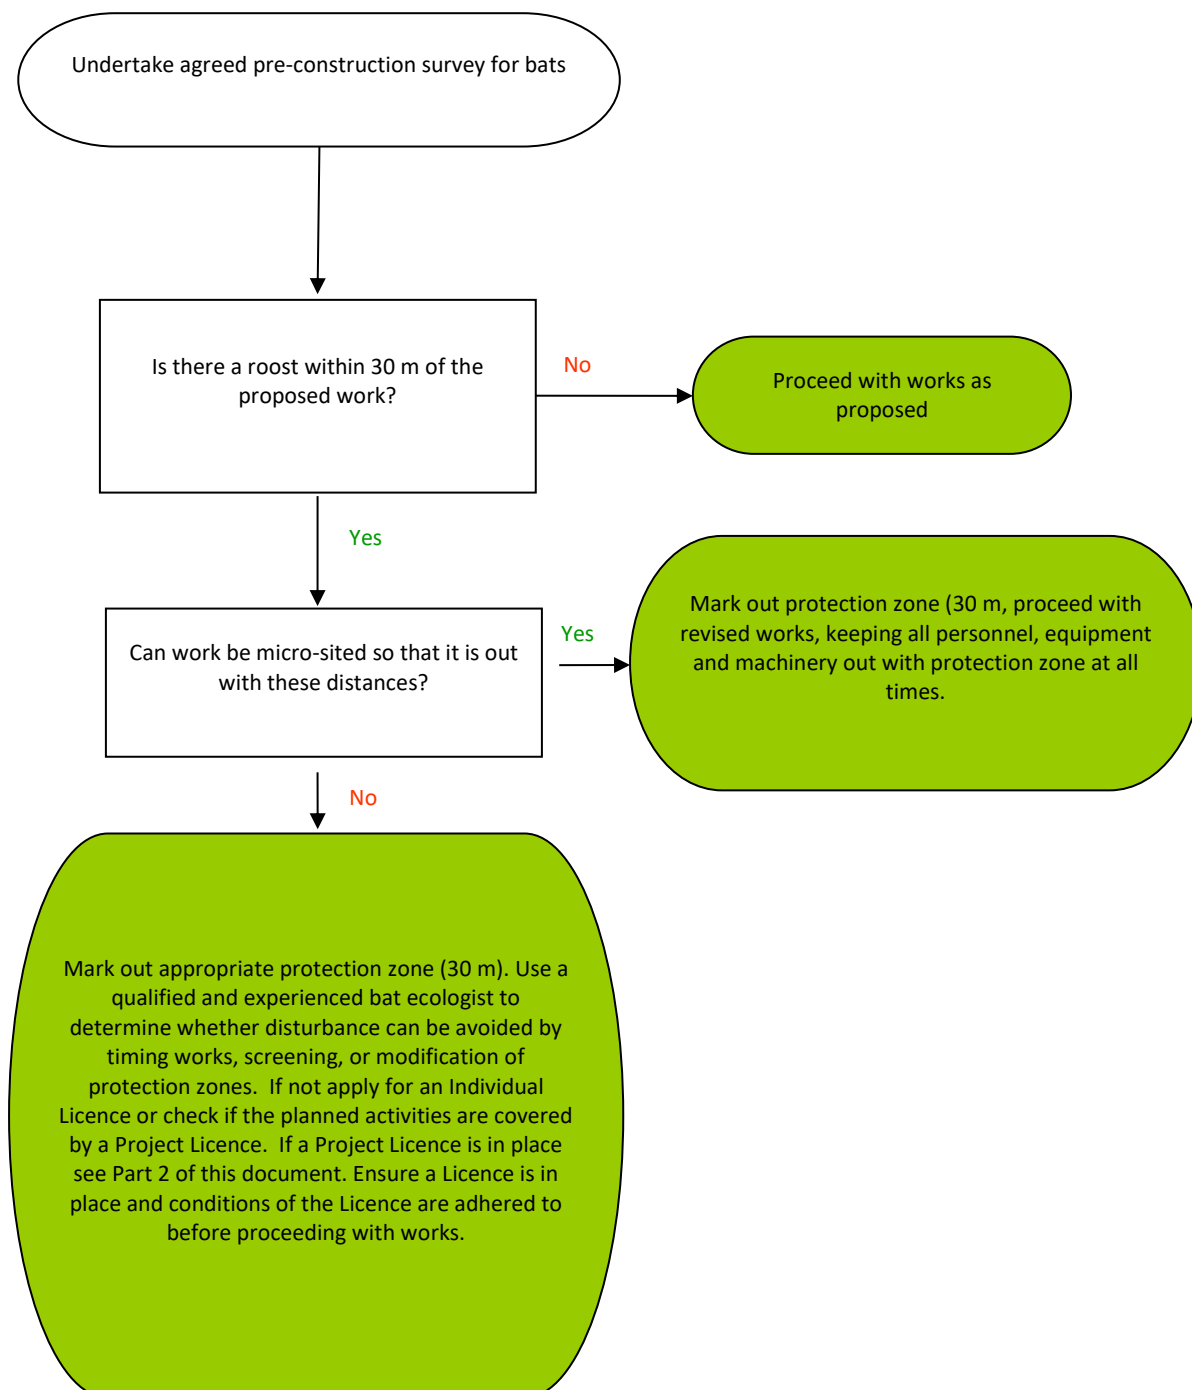 Undertake agreed pre-construction survey for bats
Is there a roost within 30 m of the
proposed work?
No
Proceed with works as
proposed
Yes
Can work be micro-sited so that it is out
with these distances?
Yes
Mark out protection zone (30 m, proceed with
revised works, keeping all personnel, equipment
and machinery out with protection zone at all
times.
No
Mark out appropriate protection zone (30 m). Use a
qualified and experienced bat ecologist to
determine whether disturbance can be avoided by
timing works, screening, or modification of
protection zones.  If not apply for an Individual
Licence or check if the planned activities are covered
by a Project Licence.  If a Project Licence is in place
see Part 2 of this document. Ensure a Licence is in
place and conditions of the Licence are adhered to
before proceeding with works.